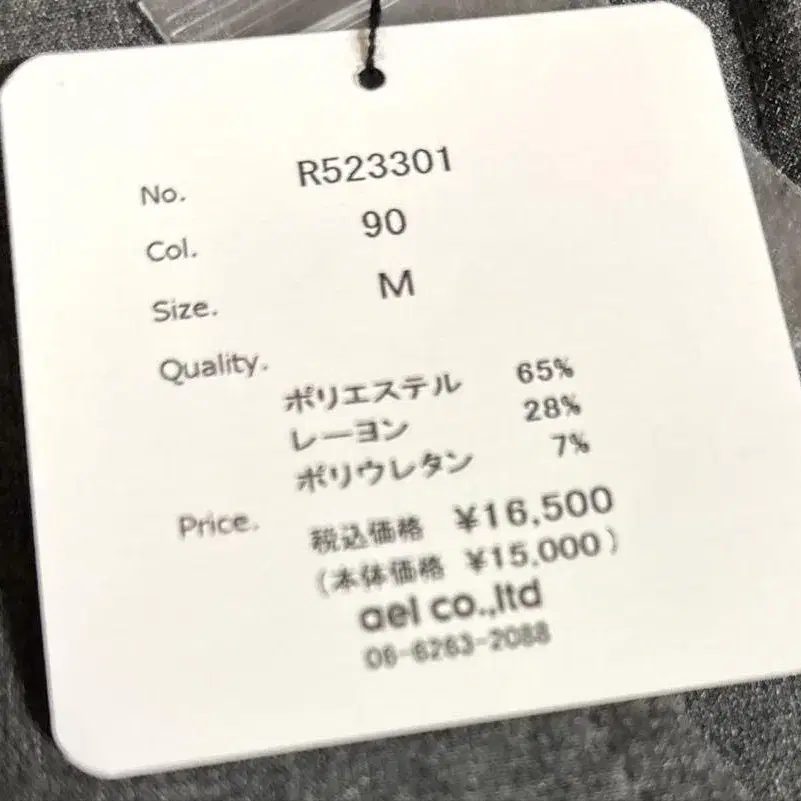 No. R523301
Col. 90
Size. M
Quality.
ポリエステル 65%
レーヨン 28%
ポリウレタン 7%
Price. 税込価格 ¥16,500
(本体価格 ¥15,000)
ael co.,ltd
06-6263-2088